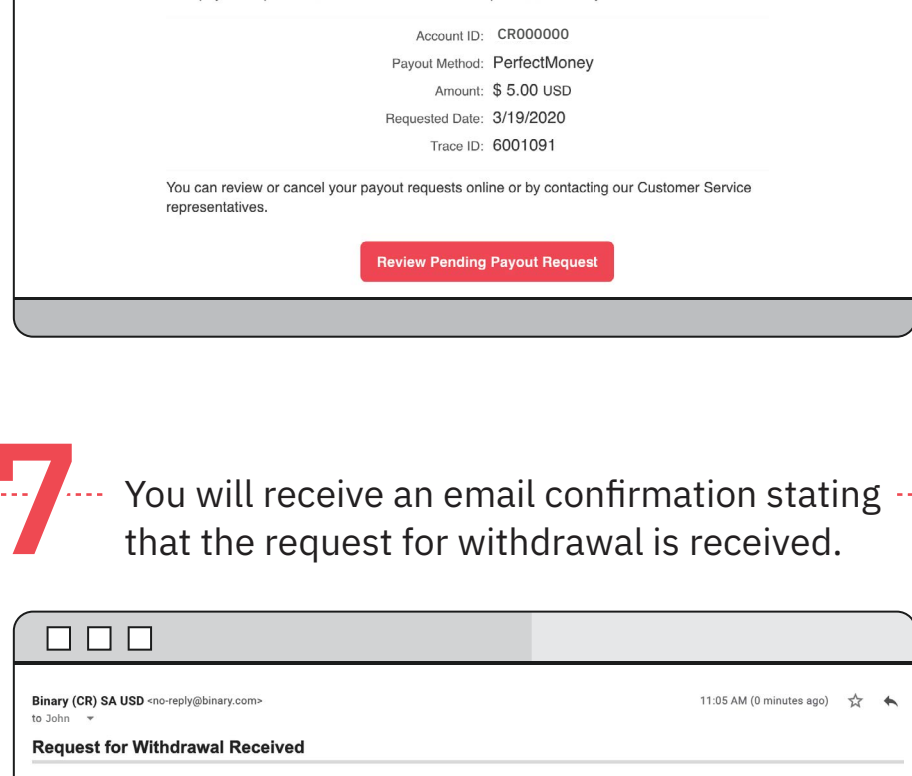 Account ID: CR000000
Payout Method: PerfectMoney
Amount: $ 5.00 USD
Requested Date: 3/19/2020
Trace ID: 6001091
You can review or cancel your payout requests online or by contacting our Customer Service
representatives.
Review Pending Payout Request
7
You will receive an email confirmation stating
that the request for withdrawal is received.
Binary (CR) SA USD <no-reply@binary.com> 11:05 AM (0 minutes ago)
to John
Request for Withdrawal Received